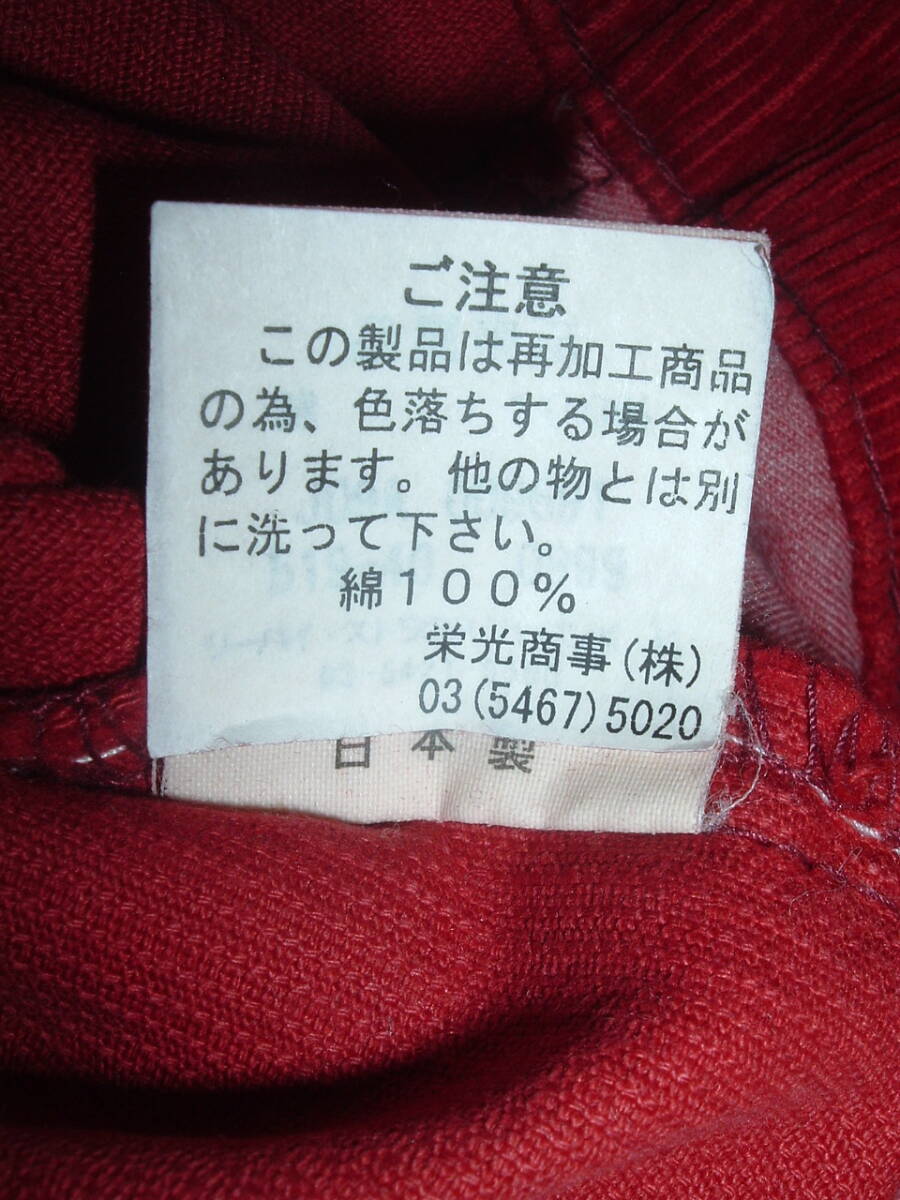 ご注意
この製品は再加工商品
の為、色落ちする場合が
あります。他の物とは別
に洗って下さい。
綿100%
栄光商事(株)
03(5467)5020
日本製